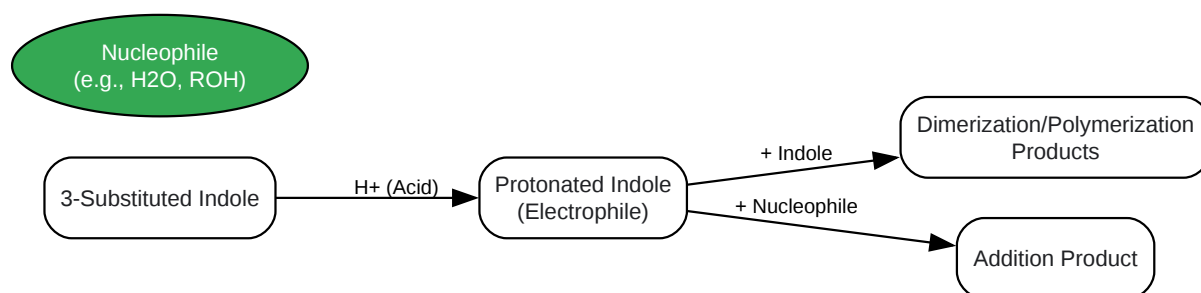 Nucleophile
(e.g., H2O, ROH)
3-Substituted Indole
H+ (Acid)
Protonated Indole
(Electrophile)
+ Indole
+ Nucleophile
Dimerization/Polymerization
Products
Addition Product